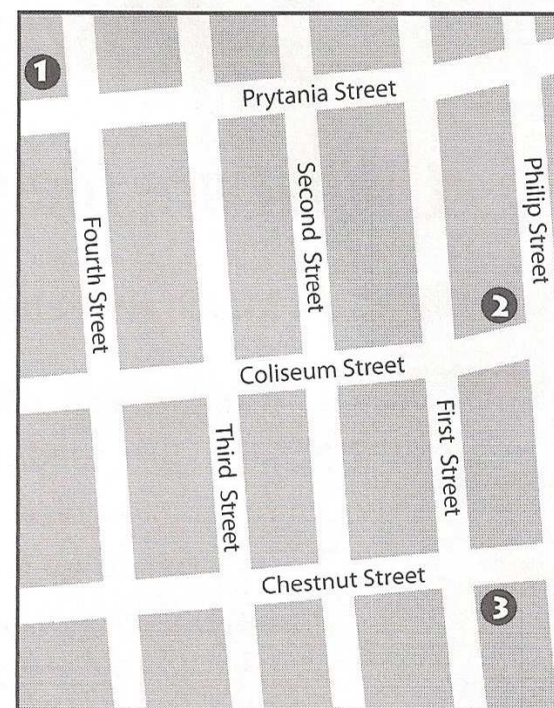 1
Prytania Street
Second Street
Philip Street
Fourth Street
2
Coliseum Street
First Street
Third Street
Chestnut Street
3